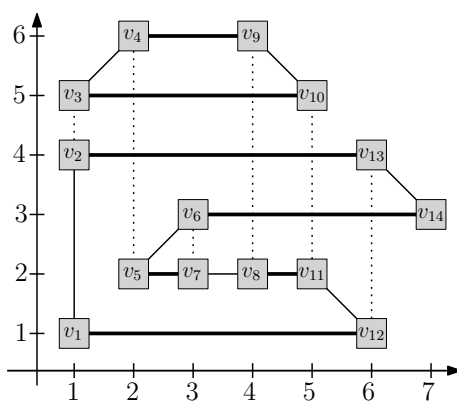 6 v₄ v₉
5 v₃ v₁₀
4 v₂ v₁₃
3 v₆ v₁₄
2 v₅ v₇ v₈ v₁₁
1 v₁ v₁₂
1 2 3 4 5 6 7